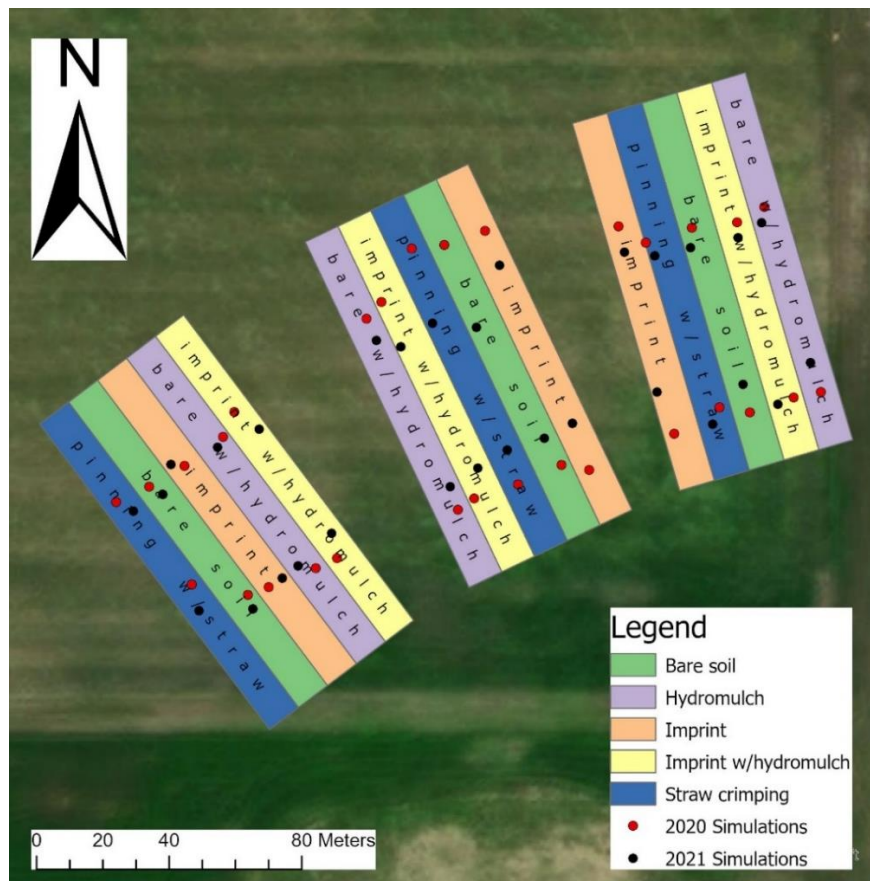 N
bare w/hydromulch
imprint w/hydromulch
bare soil
pinning w/straw
imprint
imprint
bare soil
pinning w/straw
imprint w/hydromulch
bare w/hydromulch
imprint w/hydromulch
bare w/hydromulch
imprint
bare soil
pinning w/straw
Legend
Bare soil
Hydromulch
Imprint
Imprint w/hydromulch
Straw crimping
2020 Simulations
2021 Simulations
0 20 40 80 Meters